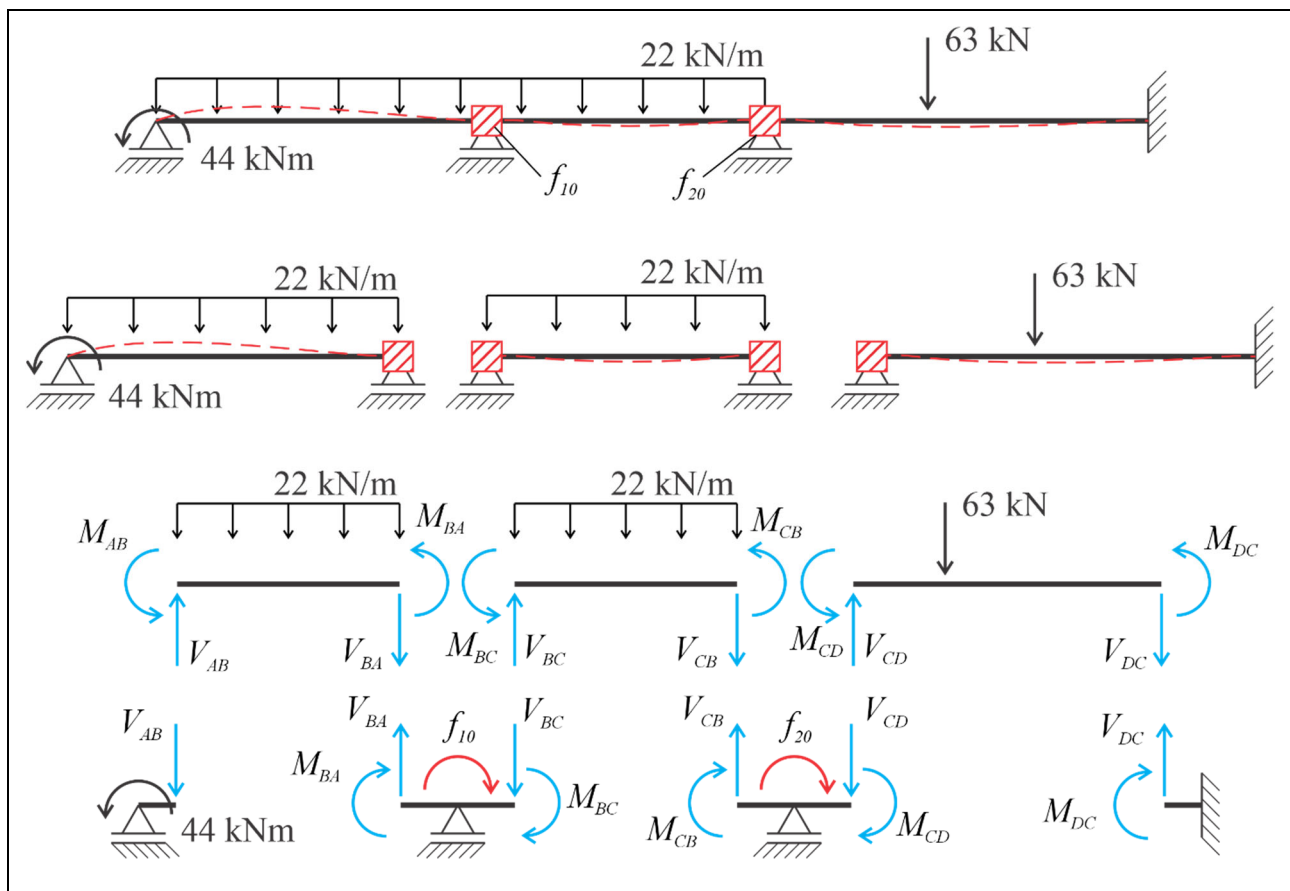 63 kN
22 kN/m
44 kNm
f10
f20
22 kN/m
22 kN/m
63 kN
44 kNm
22 kN/m
22 kN/m
63 kN
MAB
MBA
MCB
MDC
VAB
VBA
MBC
VBC
VCB
MCD
VCD
VDC
VAB
VBA
f10
VBC
VCB
f20
VCD
VDC
MBA
MBC
MCB
MCD
MDC
44 kNm